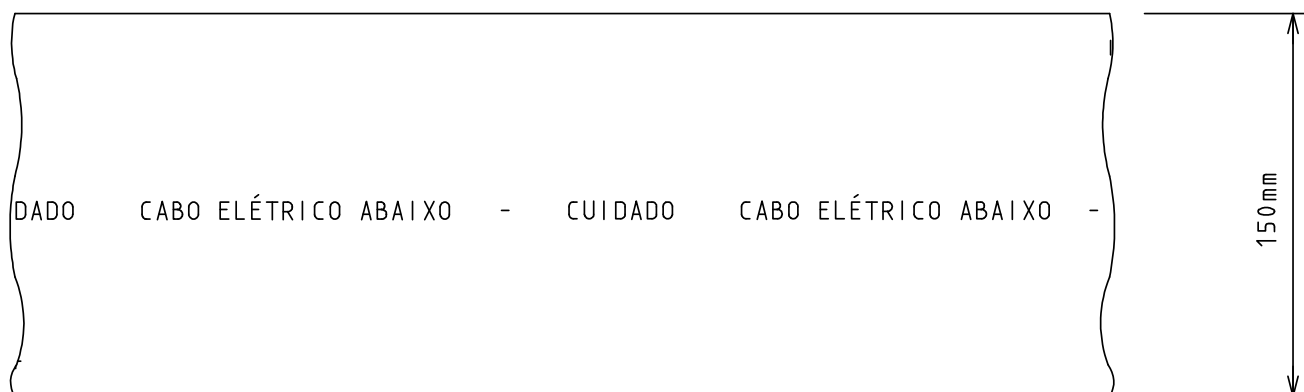 DADO CABO ELÉTRICO ABAIXO - CUIDADO CABO ELÉTRICO ABAIXO -
150mm